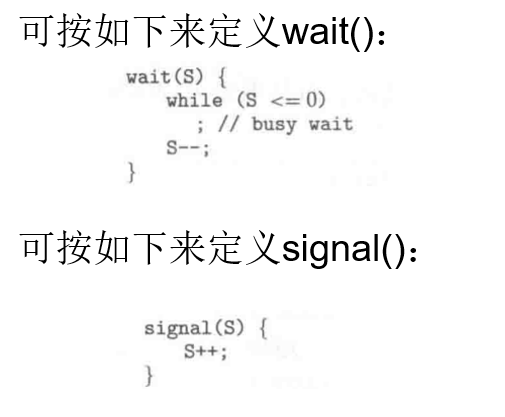 可按如下来定义wait()：
wait(S) {
while (S <= 0)
; // busy wait
S--;
}
可按如下来定义signal()：
signal(S) {
S++;
}